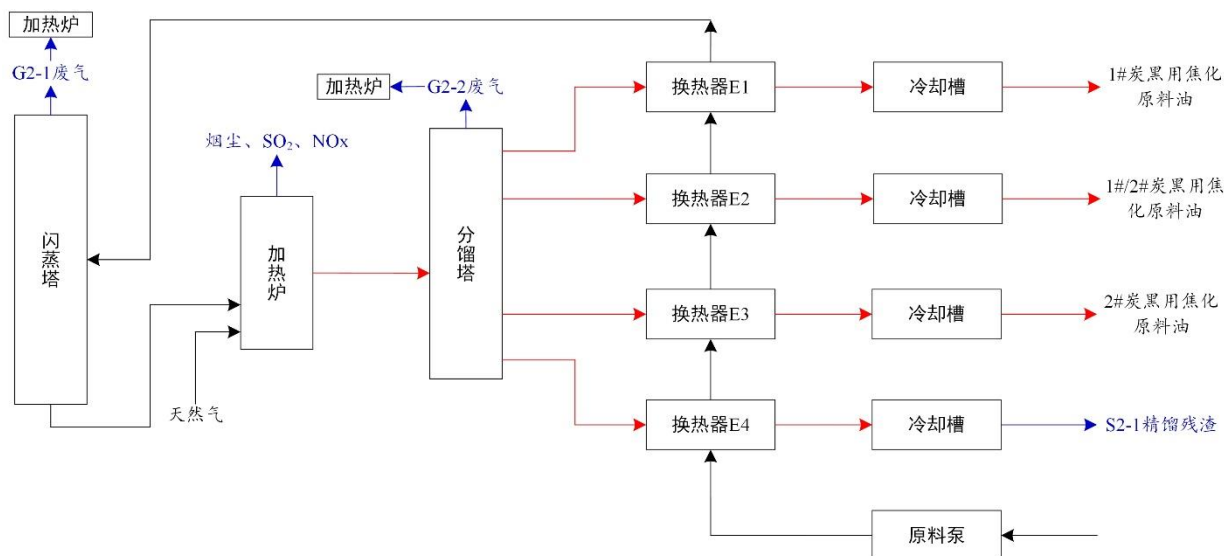 加热炉
G2-1废气
闪蒸塔
烟尘、SO₂、NOx
加热炉
天然气
加热炉
G2-2废气
分馏塔
换热器E1
冷却槽
1#炭黑用焦化
原料油
换热器E2
冷却槽
1#/2#炭黑用焦
化原料油
换热器E3
冷却槽
2#炭黑用焦化
原料油
换热器E4
冷却槽
S2-1精馏残渣
原料泵